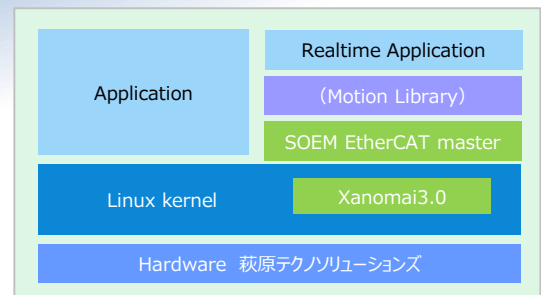 Application
Realtime Application
（Motion Library）
SOEM EtherCAT master
Linux kernel
Xanomai3.0
Hardware 萩原テクノソリューションズ